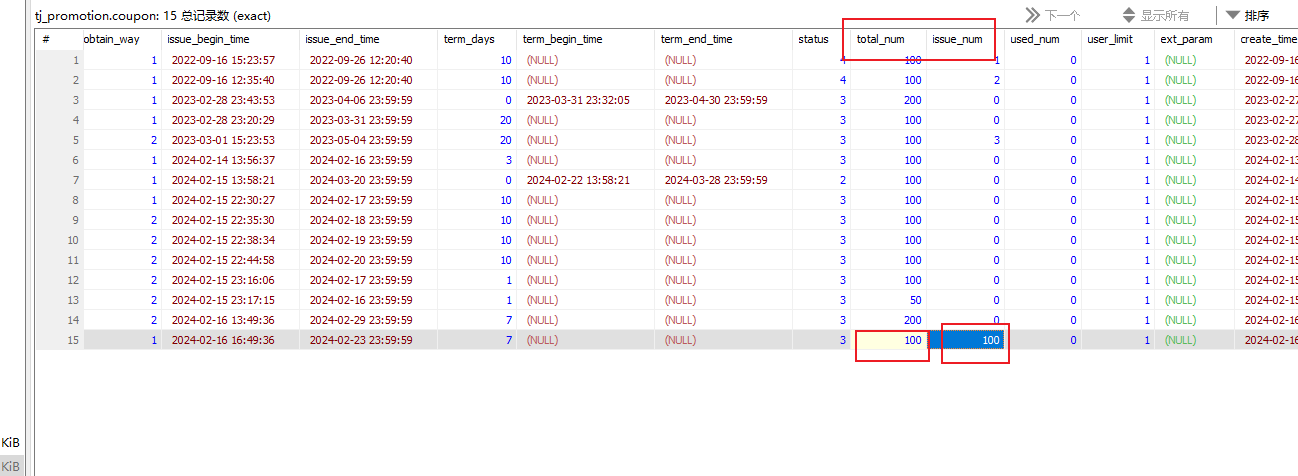 tj_promotion.coupon: 15 总记录数 (exact) 下一个 显示所有 排序
# obtain_way issue_begin_time issue_end_time term_days term_begin_time term_end_time status total_num issue_num used_num user_limit ext_param create_time
1 1 2022-09-16 15:23:57 2022-09-26 12:20:40 10 (NULL) (NULL) 4 100 1 0 1 (NULL) 2022-09-16
2 1 2022-09-16 12:35:40 2022-09-26 12:20:40 10 (NULL) (NULL) 4 100 2 0 1 (NULL) 2022-09-16
3 1 2023-02-28 23:43:53 2023-04-06 23:59:59 0 2023-03-31 23:32:05 2023-04-30 23:59:59 3 200 0 0 1 (NULL) 2023-02-27
4 1 2023-02-28 23:20:29 2023-03-31 23:59:59 20 (NULL) (NULL) 3 100 0 0 1 (NULL) 2023-02-27
5 2 2023-03-01 15:23:53 2023-05-04 23:59:59 20 (NULL) (NULL) 3 100 3 0 1 (NULL) 2023-02-28
6 1 2024-02-14 13:56:37 2024-02-16 23:59:59 3 (NULL) (NULL) 3 100 0 0 1 (NULL) 2024-02-13
7 1 2024-02-15 13:58:21 2024-03-20 23:59:59 0 2024-02-22 13:58:21 2024-03-28 23:59:59 2 100 0 0 1 (NULL) 2024-02-14
8 1 2024-02-15 22:30:27 2024-02-17 23:59:59 10 (NULL) (NULL) 3 100 0 0 1 (NULL) 2024-02-15
9 2 2024-02-15 22:35:30 2024-02-18 23:59:59 10 (NULL) (NULL) 3 100 0 0 1 (NULL) 2024-02-15
10 2 2024-02-15 22:38:34 2024-02-19 23:59:59 10 (NULL) (NULL) 3 100 0 0 1 (NULL) 2024-02-15
11 2 2024-02-15 22:44:58 2024-02-20 23:59:59 10 (NULL) (NULL) 3 100 0 0 1 (NULL) 2024-02-15
12 2 2024-02-15 23:16:06 2024-02-17 23:59:59 1 (NULL) (NULL) 3 100 0 0 1 (NULL) 2024-02-15
13 2 2024-02-15 23:17:15 2024-02-16 23:59:59 1 (NULL) (NULL) 3 50 0 0 1 (NULL) 2024-02-15
14 2 2024-02-16 13:49:36 2024-02-29 23:59:59 7 (NULL) (NULL) 3 200 0 0 1 (NULL) 2024-02-16
15 1 2024-02-16 16:49:36 2024-02-23 23:59:59 7 (NULL) (NULL) 3 100 100 0 1 (NULL) 2024-02-16
KiB
KiB